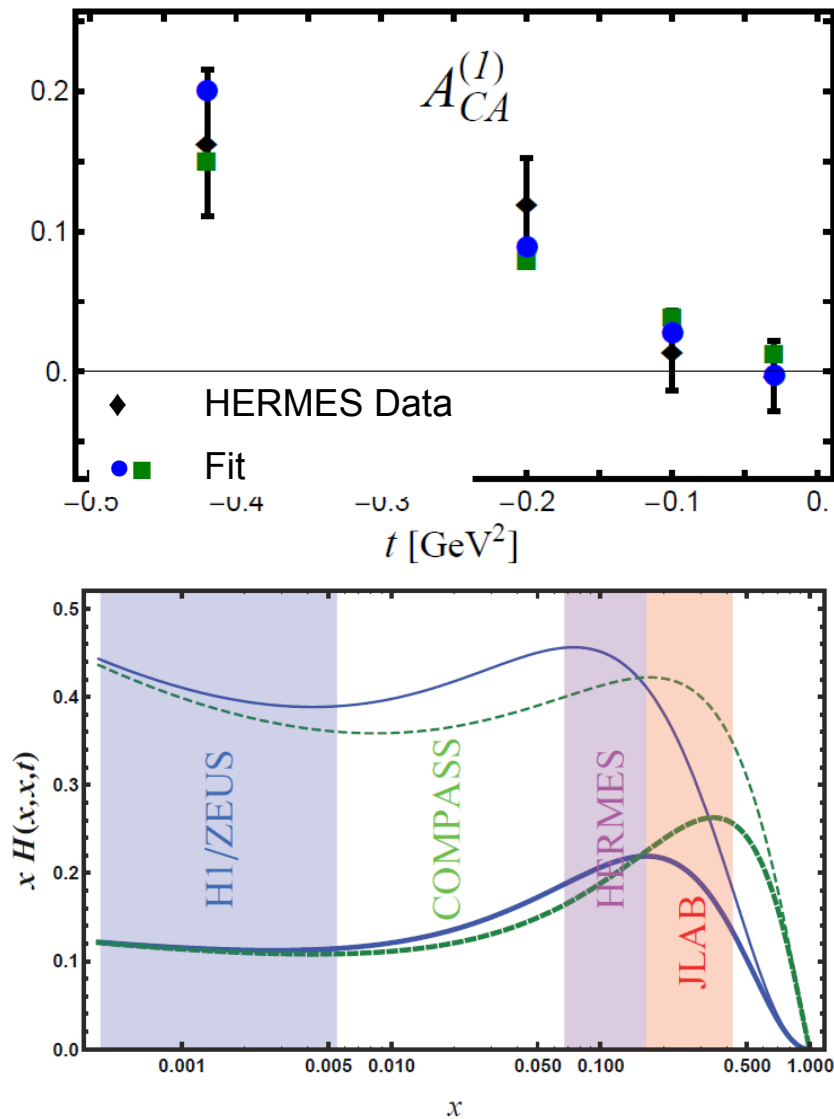 A_{CA}^{(1)}
0.2
0.1
0.
HERMES Data
Fit
−0.5 −0.4 −0.3 −0.2 −0.1 0.
t [GeV²]
0.5
0.4
0.3
0.2
0.1
0.0
x H(x,x,t)
H1/ZEUS
COMPASS
HERMES
JLAB
0.001 0.005 0.010 0.050 0.100 0.500 1.000
x